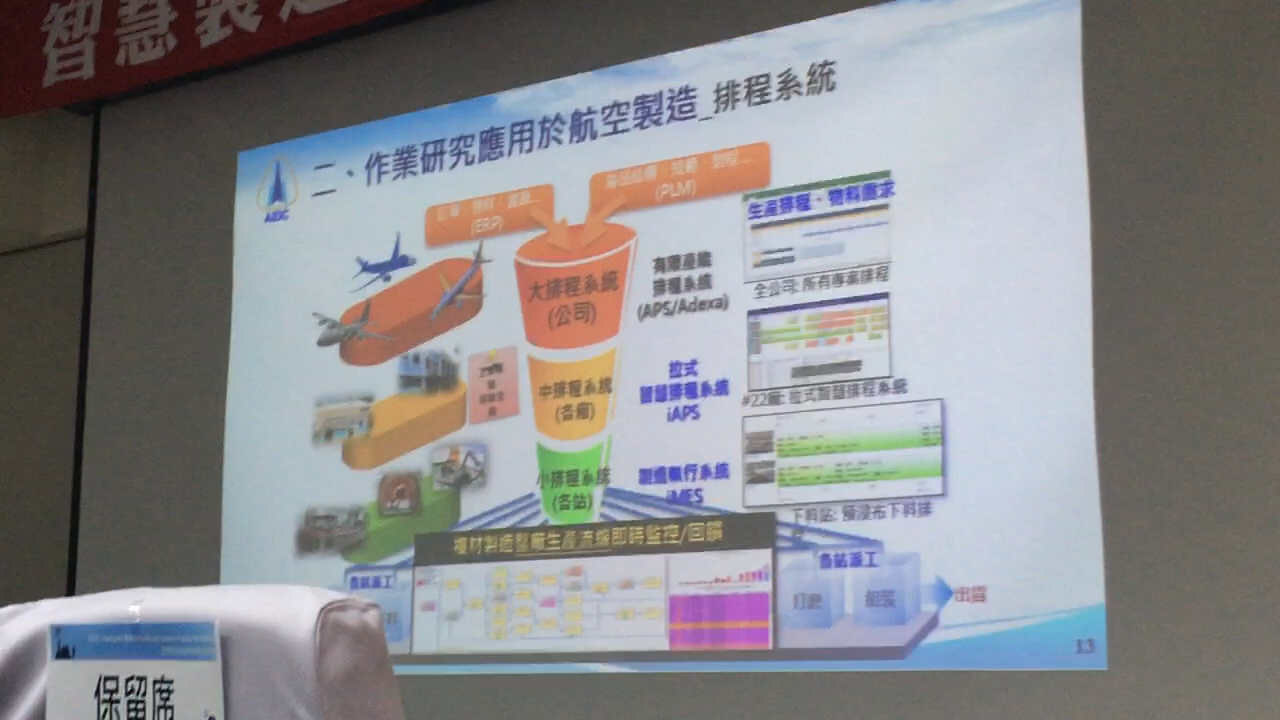 智慧製造
二、作業研究應用於航空製造_排程系統
AIDC
(ERP)
(PLM)
生產排程、物料需求
大排程系統
(公司)
有限產能
排程系統
(APS/Adexa)
全公司: 所有專案排程
中排程系統
(各廠)
拉式
智慧排程系統
iAPS
#22廠: 拉式智慧排程系統
小排程系統
(各站)
製造執行系統
iMES
下料站: 預浸布下料排
複材製造整廠生產流線即時監控/回饋
各站派工
各站派工
打磨
組裝
出貨
13
保留席